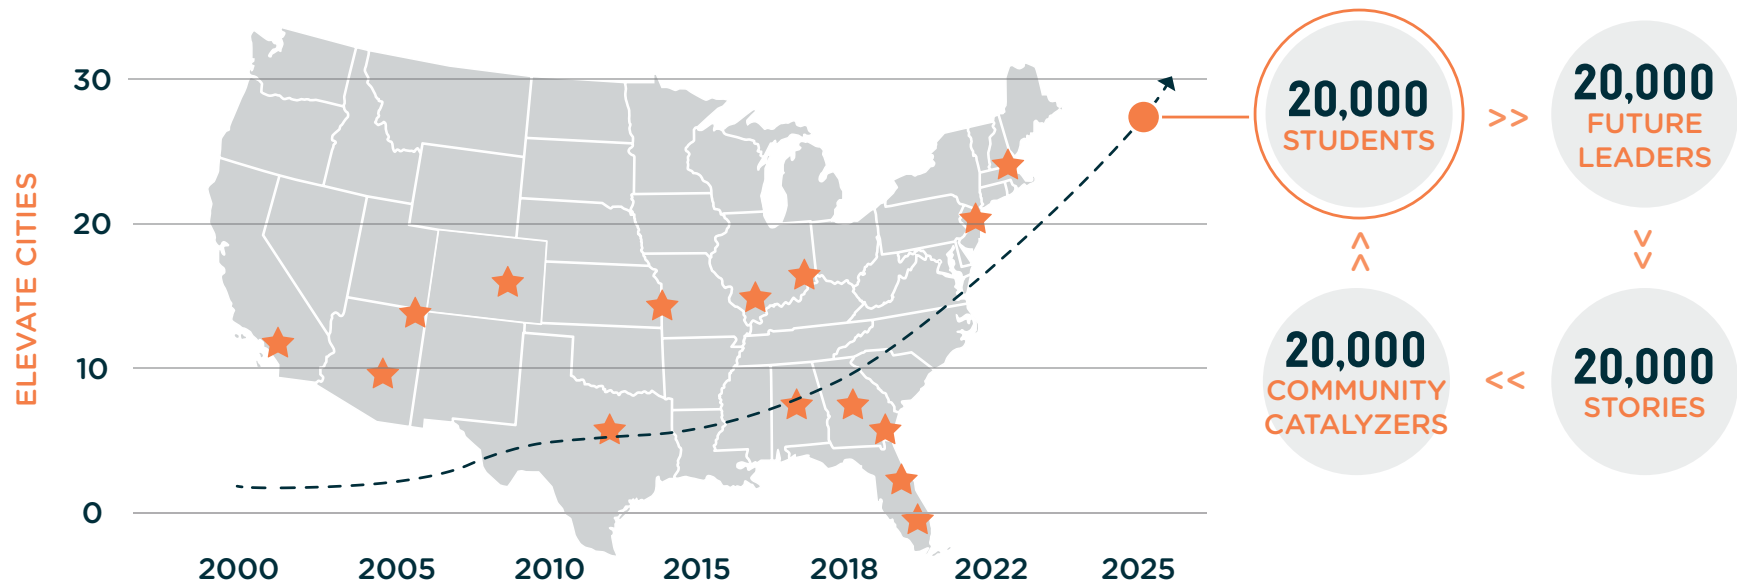 ELEVATE CITIES
30
20
10
0
2000 2005 2010 2015 2018 2022 2025
20,000
STUDENTS
>>
20,000
FUTURE
LEADERS
>>
20,000
STORIES
<<
20,000
COMMUNITY
CATALYZERS
>>